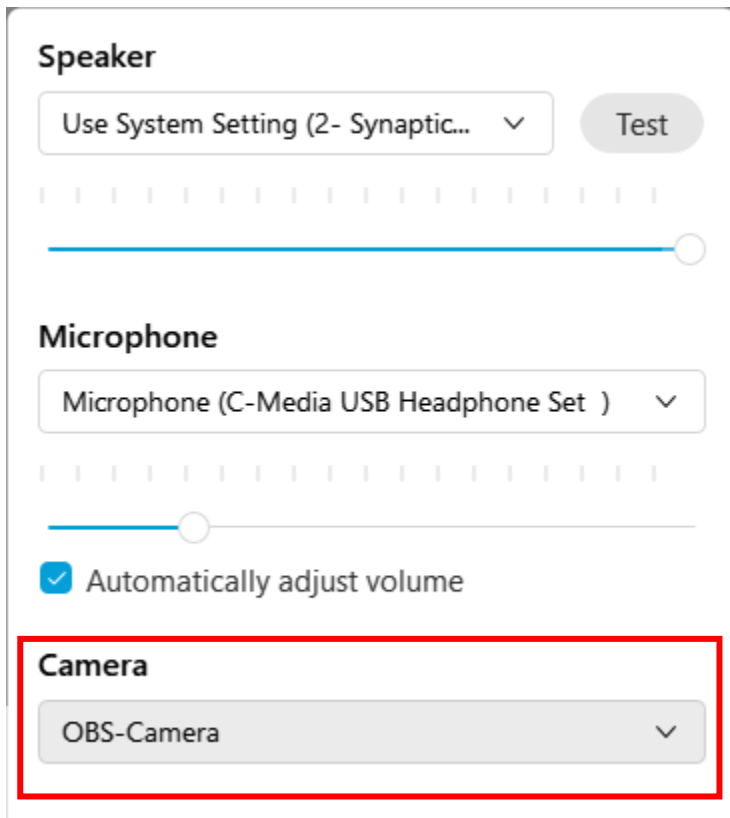 Speaker
Use System Setting (2- Synaptic...
Test
Microphone
Microphone (C-Media USB Headphone Set )
Automatically adjust volume
Camera
OBS-Camera